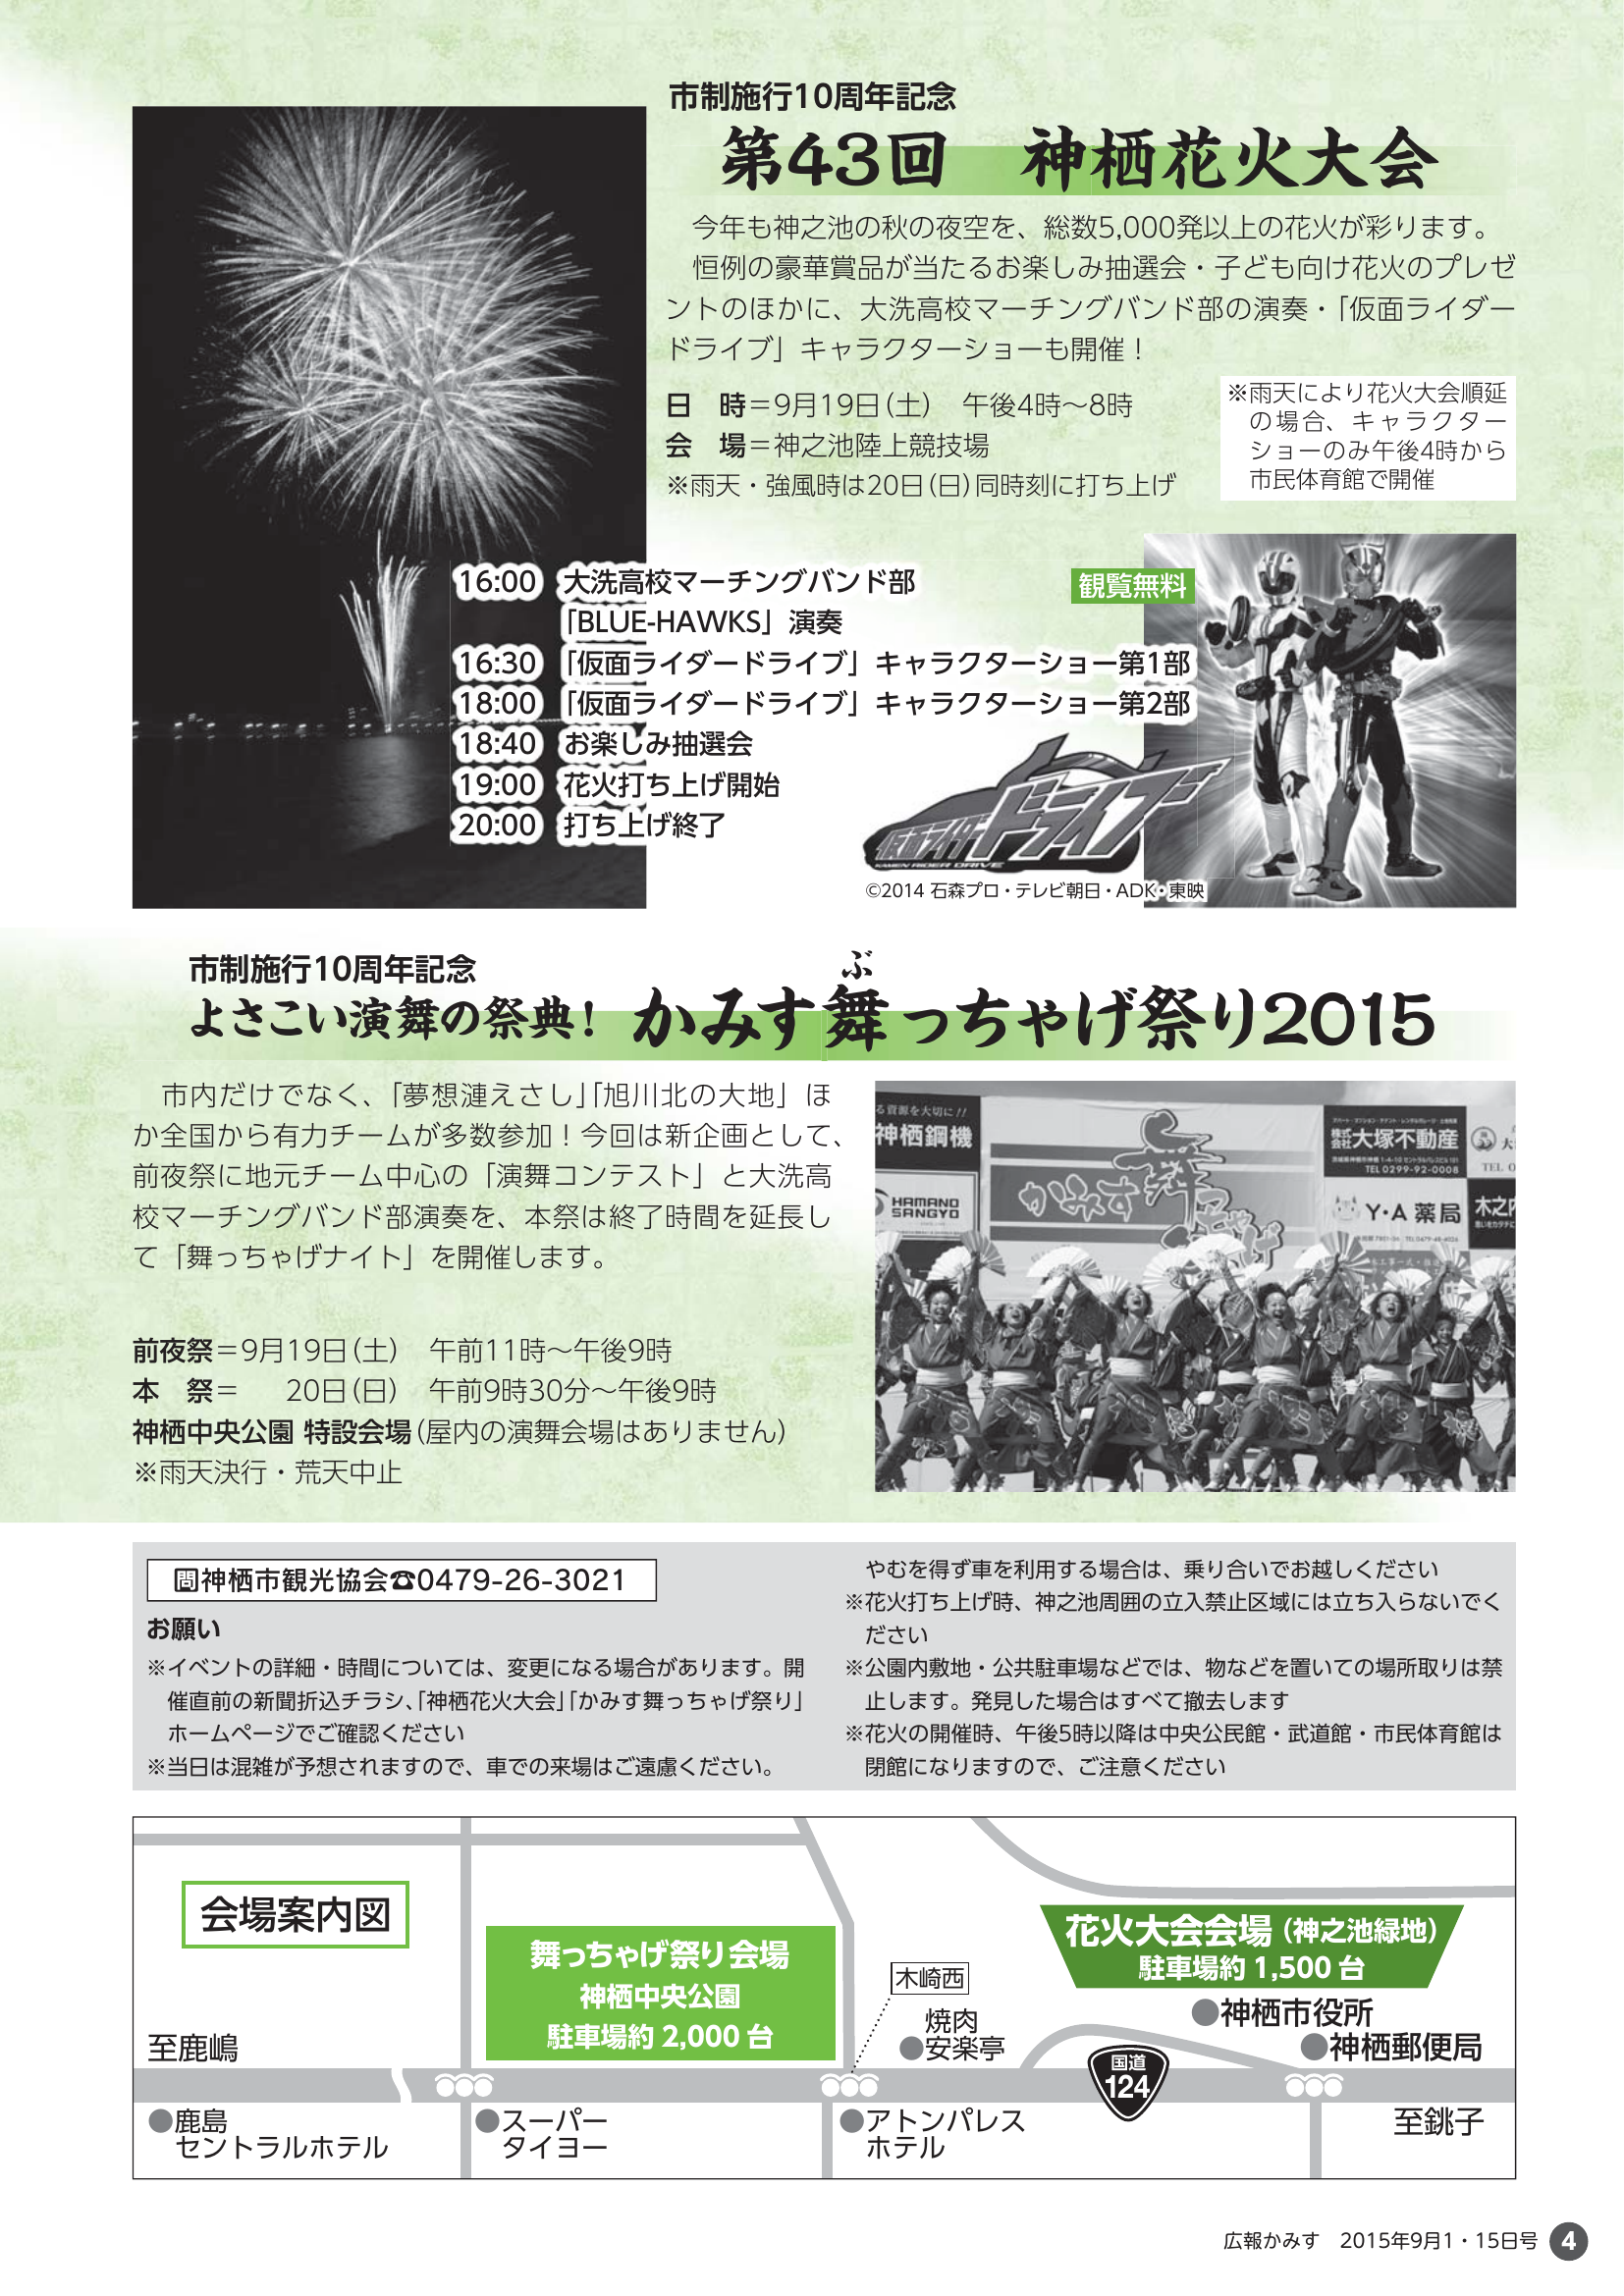 市制施行10周年記念
第43回　神栖花火大会
今年も神之池の秋の夜空を、総数5,000発以上の花火が彩ります。
恒例の豪華賞品が当たるお楽しみ抽選会・子ども向け花火のプレゼ
ントのほかに、大洗高校マーチングバンド部の演奏・「仮面ライダー
ドライブ」キャラクターショーも開催！
日　時＝9月19日（土）　午後4時～8時
会　場＝神之池陸上競技場
※雨天・強風時は20日（日）同時刻に打ち上げ
※雨天により花火大会順延
の場合、キャラクター
ショーのみ午後4時から
市民体育館で開催
16:00 大洗高校マーチングバンド部
「BLUE-HAWKS」演奏
観覧無料
16:30 「仮面ライダードライブ」キャラクターショー第1部
18:00 「仮面ライダードライブ」キャラクターショー第2部
18:40 お楽しみ抽選会
19:00 花火打ち上げ開始
20:00 打ち上げ終了
仮面ライダードライブ
KAMEN RIDER DRIVE
©2014 石森プロ・テレビ朝日・ADK・東映
市制施行10周年記念
よさこい演舞の祭典！ かみす舞っちゃげ祭り2015
ぶ
市内だけでなく、「夢想漣えさし」「旭川北の大地」ほ
か全国から有力チームが多数参加！今回は新企画として、
前夜祭に地元チーム中心の「演舞コンテスト」と大洗高
校マーチングバンド部演奏を、本祭は終了時間を延長し
て「舞っちゃげナイト」を開催します。
前夜祭＝9月19日（土）　午前11時～午後9時
本　祭＝　20日（日）　午前9時30分～午後9時
神栖中央公園 特設会場（屋内の演舞会場はありません）
※雨天決行・荒天中止
る資源を大切に!!
神栖鋼機
HAMANO
SANGYO
かみす舞っちゃげ
株式会社大塚不動産
TEL 0299-92-0008
Y・A 薬局
問神栖市観光協会☎0479-26-3021
お願い
※イベントの詳細・時間については、変更になる場合があります。開
催直前の新聞折込チラシ、「神栖花火大会」「かみす舞っちゃげ祭り」
ホームページでご確認ください
※当日は混雑が予想されますので、車での来場はご遠慮ください。
やむを得ず車を利用する場合は、乗り合いでお越しください
※花火打ち上げ時、神之池周囲の立入禁止区域には立ち入らないでく
ださい
※公園内敷地・公共駐車場などでは、物などを置いての場所取りは禁
止します。発見した場合はすべて撤去します
※花火の開催時、午後5時以降は中央公民館・武道館・市民体育館は
閉館になりますので、ご注意ください
会場案内図
舞っちゃげ祭り会場
神栖中央公園
駐車場約 2,000 台
花火大会会場（神之池緑地）
駐車場約 1,500 台
木崎西
焼肉
●安楽亭
●神栖市役所
●神栖郵便局
至鹿嶋
国道
124
●鹿島
セントラルホテル
●スーパー
タイヨー
●アトンパレス
ホテル
至銚子
広報かみす　2015年9月1・15日号 4